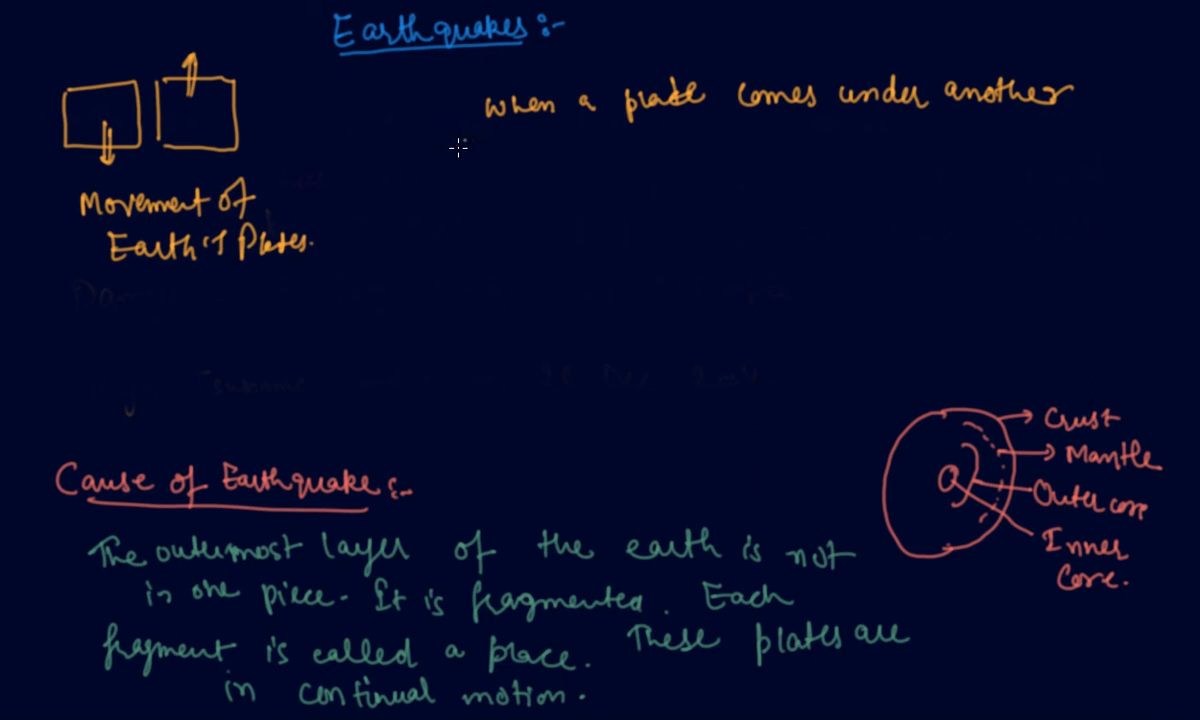 Earthquakes :-
when a plate comes under another
Movement of
Earth's Plates.
Crust
Mantle
Outer core
Inner
Core.
Cause of Earthquake :-
The outermost layer of the earth is not
in one piece. It is fragmented. Each
fragment is called a place. These plates are
in continual motion.